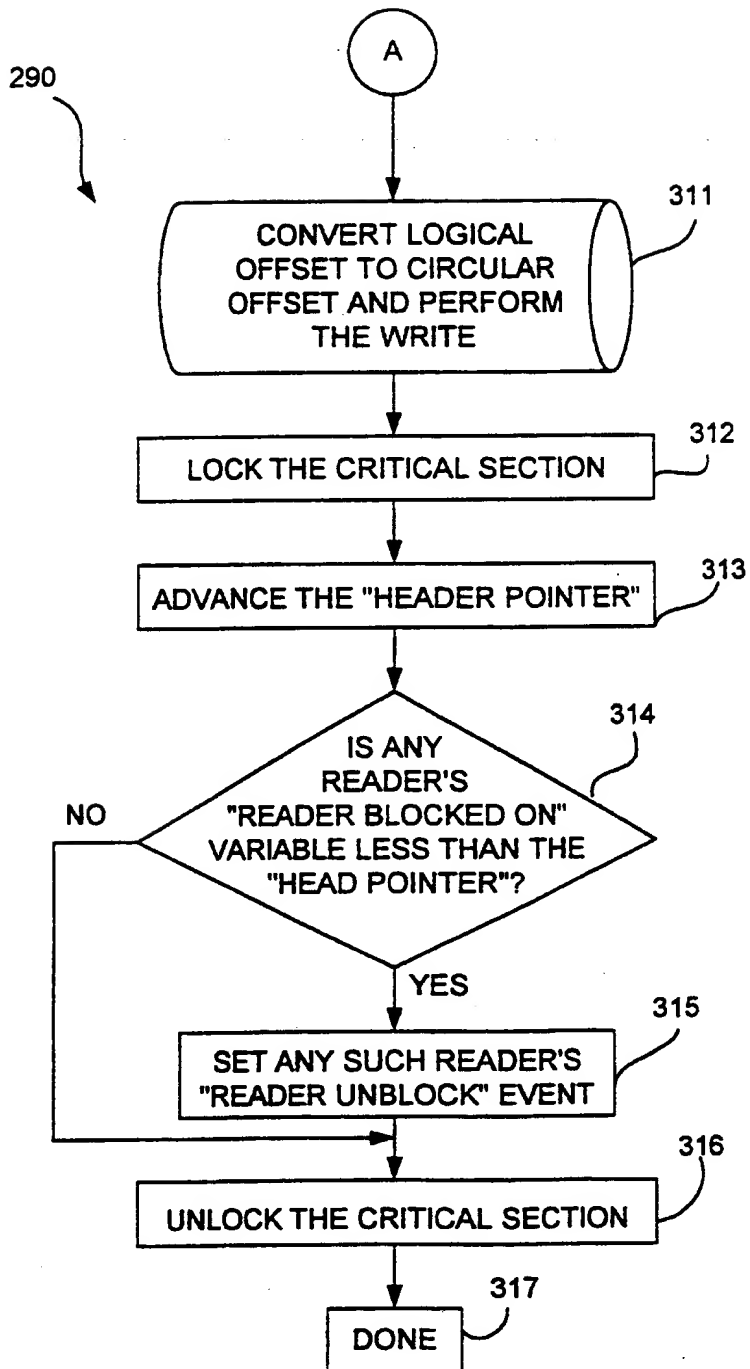 A
290
311
CONVERT LOGICAL
OFFSET TO CIRCULAR
OFFSET AND PERFORM
THE WRITE
312
LOCK THE CRITICAL SECTION
313
ADVANCE THE "HEADER POINTER"
314
IS ANY
READER'S
"READER BLOCKED ON"
VARIABLE LESS THAN THE
"HEAD POINTER"?
NO
YES
315
SET ANY SUCH READER'S
"READER UNBLOCK" EVENT
316
UNLOCK THE CRITICAL SECTION
317
DONE